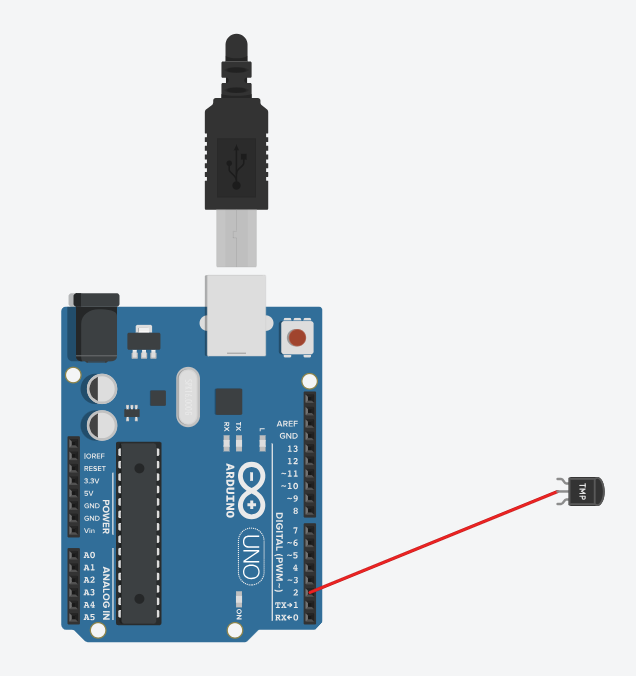 RX
TX
L
ARDUINO
UNO
ON
IOREF
RESET
3.3V
5V
GND
GND
Vin
POWER
A0
A1
A2
A3
A4
A5
ANALOG IN
AREF
GND
13
12
~11
~10
~9
8
7
~6
~5
4
~3
2
TX→1
RX←0
DIGITAL (PWM~)
TMP